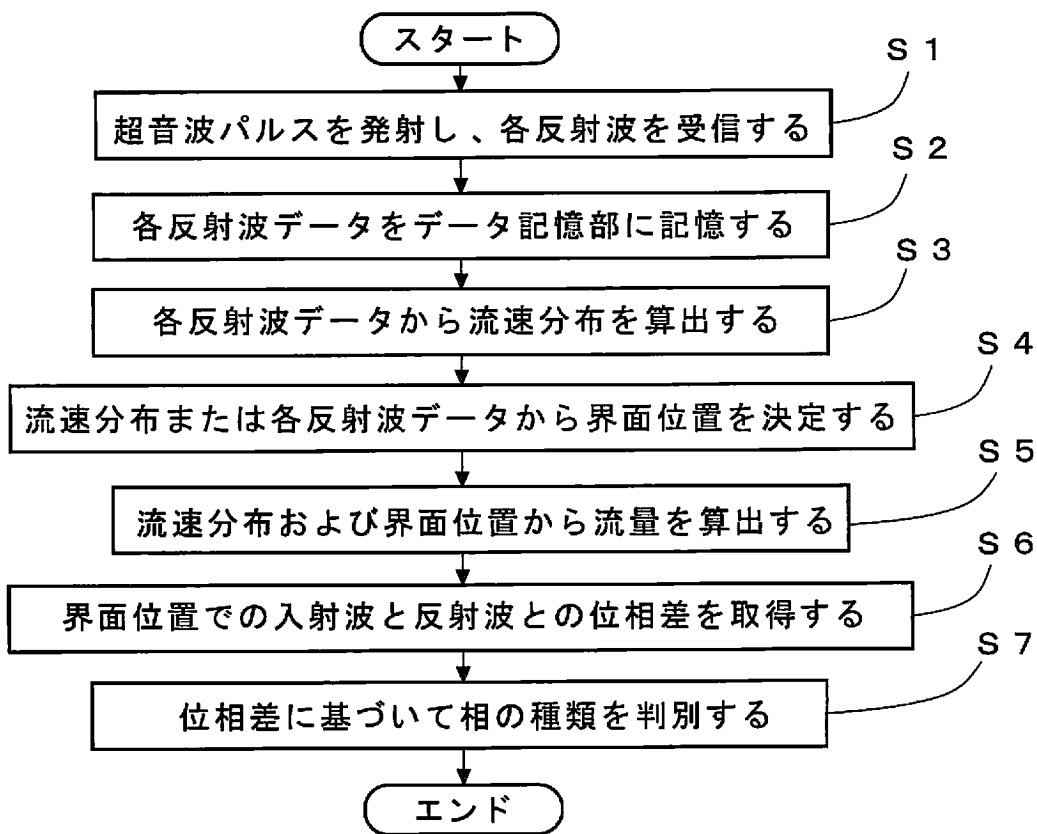 スタート
S1
超音波パルスを発射し、各反射波を受信する
S2
各反射波データをデータ記憶部に記憶する
S3
各反射波データから流速分布を算出する
S4
流速分布または各反射波データから界面位置を決定する
S5
流速分布および界面位置から流量を算出する
S6
界面位置での入射波と反射波との位相差を取得する
S7
位相差に基づいて相の種類を判別する
エンド